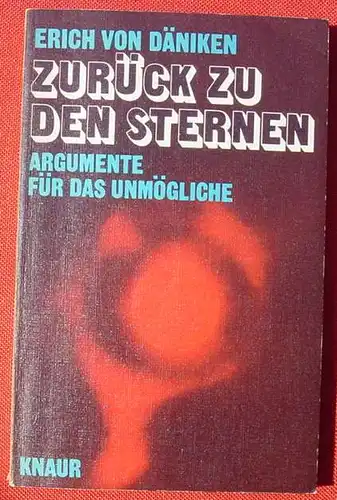 ERICH VON DÄNIKEN
ZURÜCK ZU
DEN STERNEN
ARGUMENTE
FÜR DAS UNMÖGLICHE
KNAUR